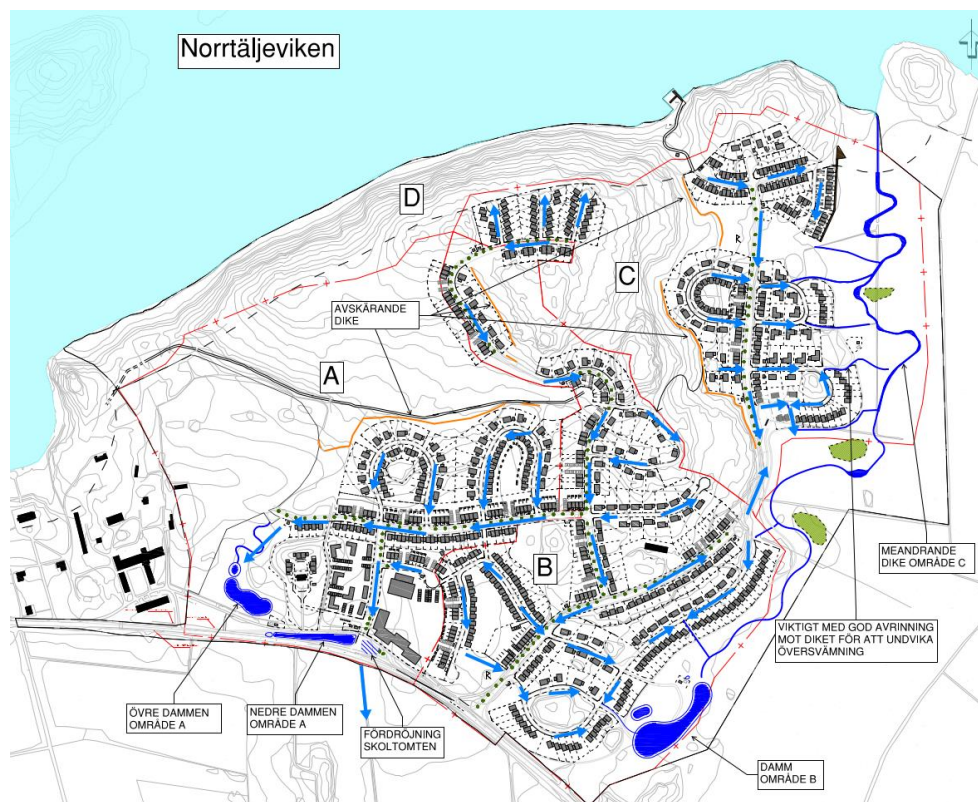 Norrtäljeviken
D
C
R
AVSKÄRANDE
DIKE
A
B
R
MEANDRANDE
DIKE OMRÅDE C
VIKTIGT MED GOD AVRINNING
MOT DIKET FÖR ATT UNDVIKA
ÖVERSVÄMNING
ÖVRE DAMMEN
OMRÅDE A
NEDRE DAMMEN
OMRÅDE A
FÖRDRÖJNING
SKOLTOMTEN
DAMM
OMRÅDE B